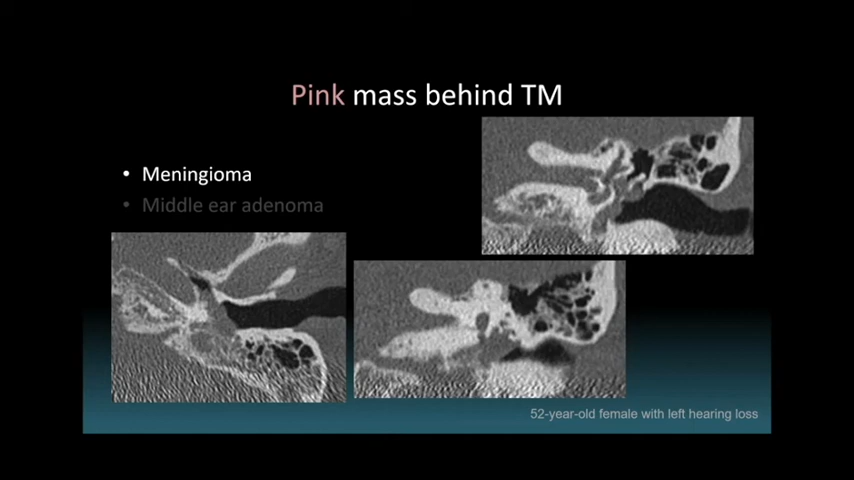 Pink mass behind TM
• Meningioma
• Middle ear adenoma
52-year-old female with left hearing loss